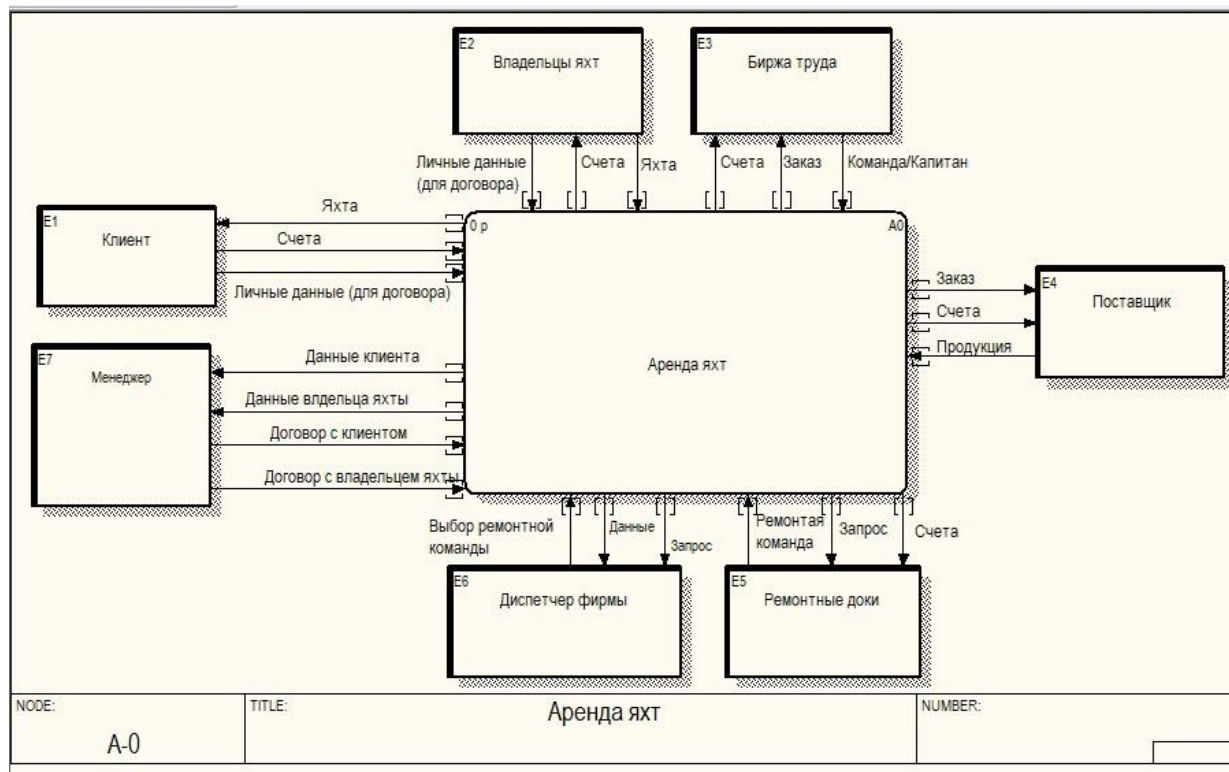 E2
Владельцы яхт
E3
Биржа труда
Личные данные
(для договора)
Счета
Яхта
Счета
Заказ
Команда/Капитан
E1
Клиент
Яхта
Счета
Личные данные (для договора)
0 р
A0
Аренда яхт
Заказ
Счета
Продукция
E4
Поставщик
E7
Менеджер
Данные клиента
Данные влдельца яхты
Договор с клиентом
Договор с владельцем яхты
Выбор ремонтной
команды
Данные
Запрос
Ремонтая
команда
Запрос
Счета
E6
Диспетчер фирмы
E5
Ремонтные доки
NODE:
A-0
TITLE:
Аренда яхт
NUMBER: